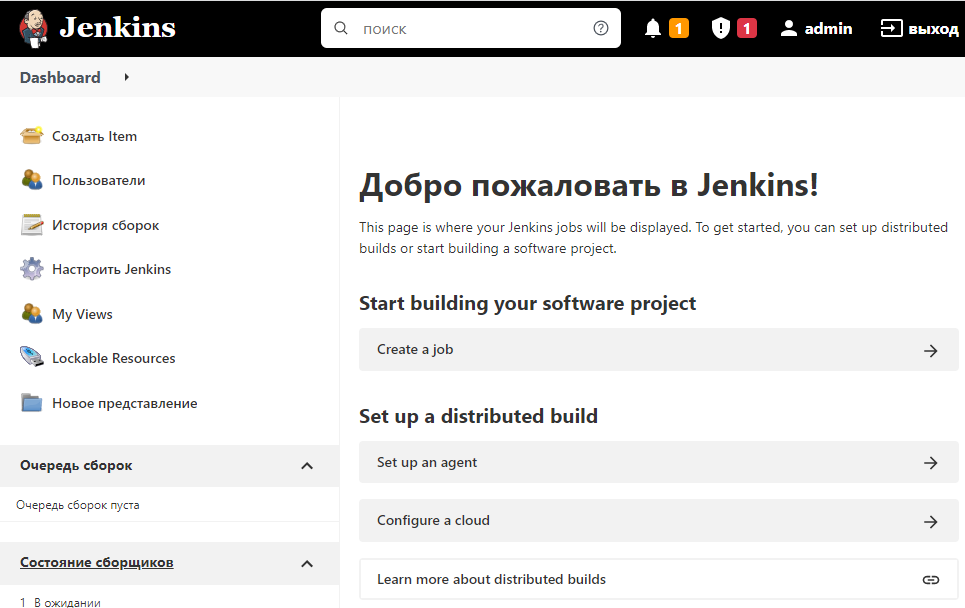 Jenkins
поиск
1
1
admin
выход
Dashboard
Создать Item
Пользователи
История сборок
Настроить Jenkins
My Views
Lockable Resources
Новое представление
Очередь сборок
Очередь сборок пуста
Состояние сборщиков
1 В ожидании
Добро пожаловать в Jenkins!
This page is where your Jenkins jobs will be displayed. To get started, you can set up distributed
builds or start building a software project.
Start building your software project
Create a job
Set up a distributed build
Set up an agent
Configure a cloud
Learn more about distributed builds